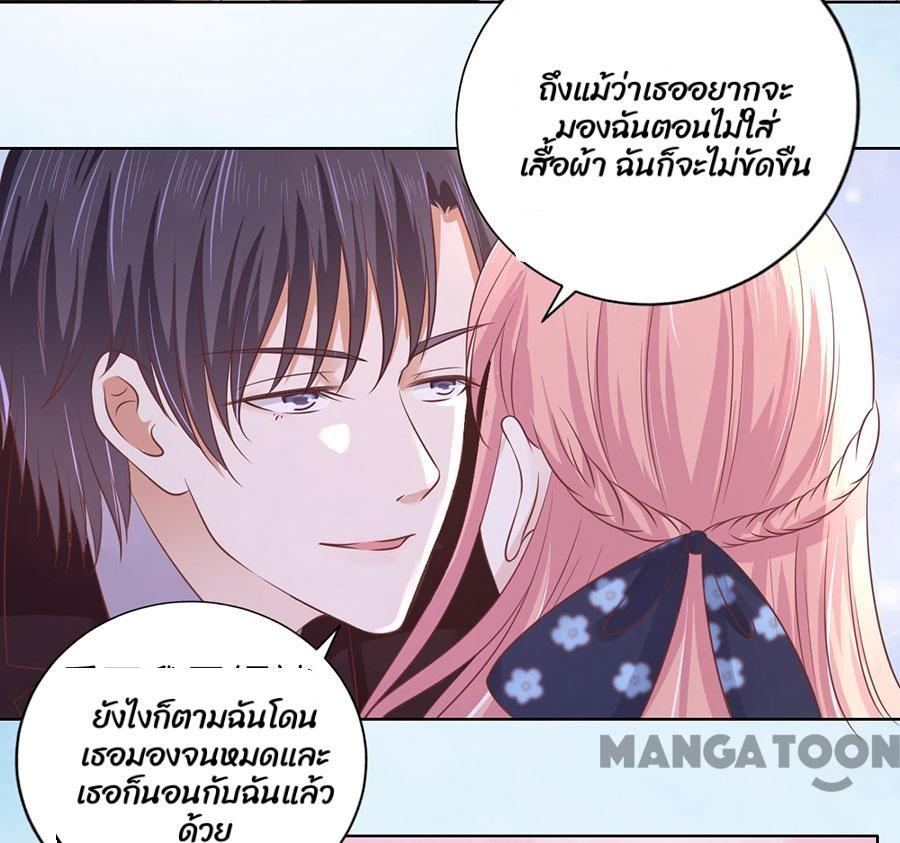 ถึงแม้ว่าเธออยากจะ
มองฉันตอนไม่ใส่
เสื้อผ้า ฉันก็จะไม่ขัดขืน
ยังไงก็ตามฉันโดน
เธอมองจนหมดและ
เธอก็นอนกับฉันแล้ว
ด้วย
MANGATOON